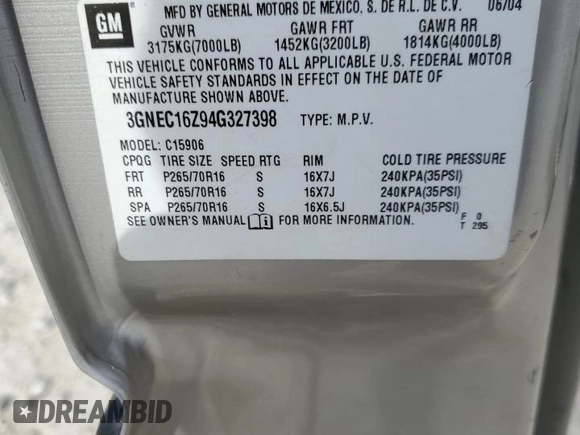 MFD BY GENERAL MOTORS DE MEXICO, S. DE R.L. DE C.V. 06/04
GM
GVWR GAWR FRT GAWR RR
3175KG(7000LB) 1452KG(3200LB) 1814KG(4000LB)
THIS VEHICLE CONFORMS TO ALL APPLICABLE U.S. FEDERAL MOTOR
VEHICLE SAFETY STANDARDS IN EFFECT ON THE DATE OF
MANUFACTURE SHOWN ABOVE.
3GNEC16Z94G327398 TYPE: M.P.V.
MODEL: C15906
CPQG TIRE SIZE SPEED RTG RIM COLD TIRE PRESSURE
FRT P265/70R16 S 16X7J 240KPA(35PSI)
RR P265/70R16 S 16X7J 240KPA(35PSI)
SPA P265/70R16 S 16X6.5J 240KPA(35PSI)
SEE OWNER'S MANUAL FOR MORE INFORMATION. F 0
T 295
DREAMBID